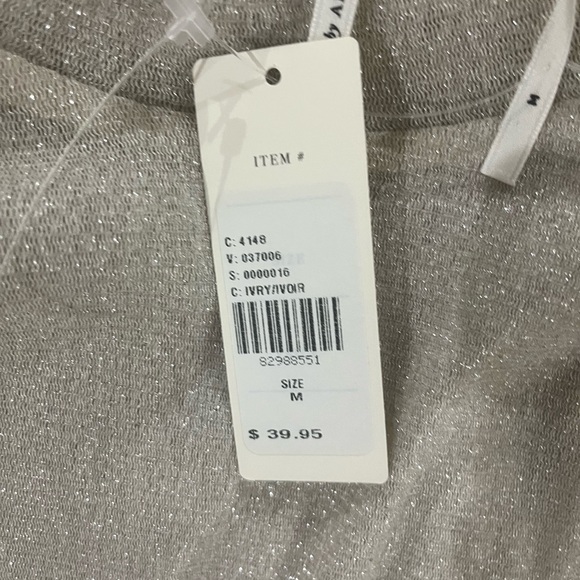 ITEM #
C: 4148
V: 037006
S: 0000016
C: IVRY/IVOIR
82988551
SIZE
M
$ 39.95
M